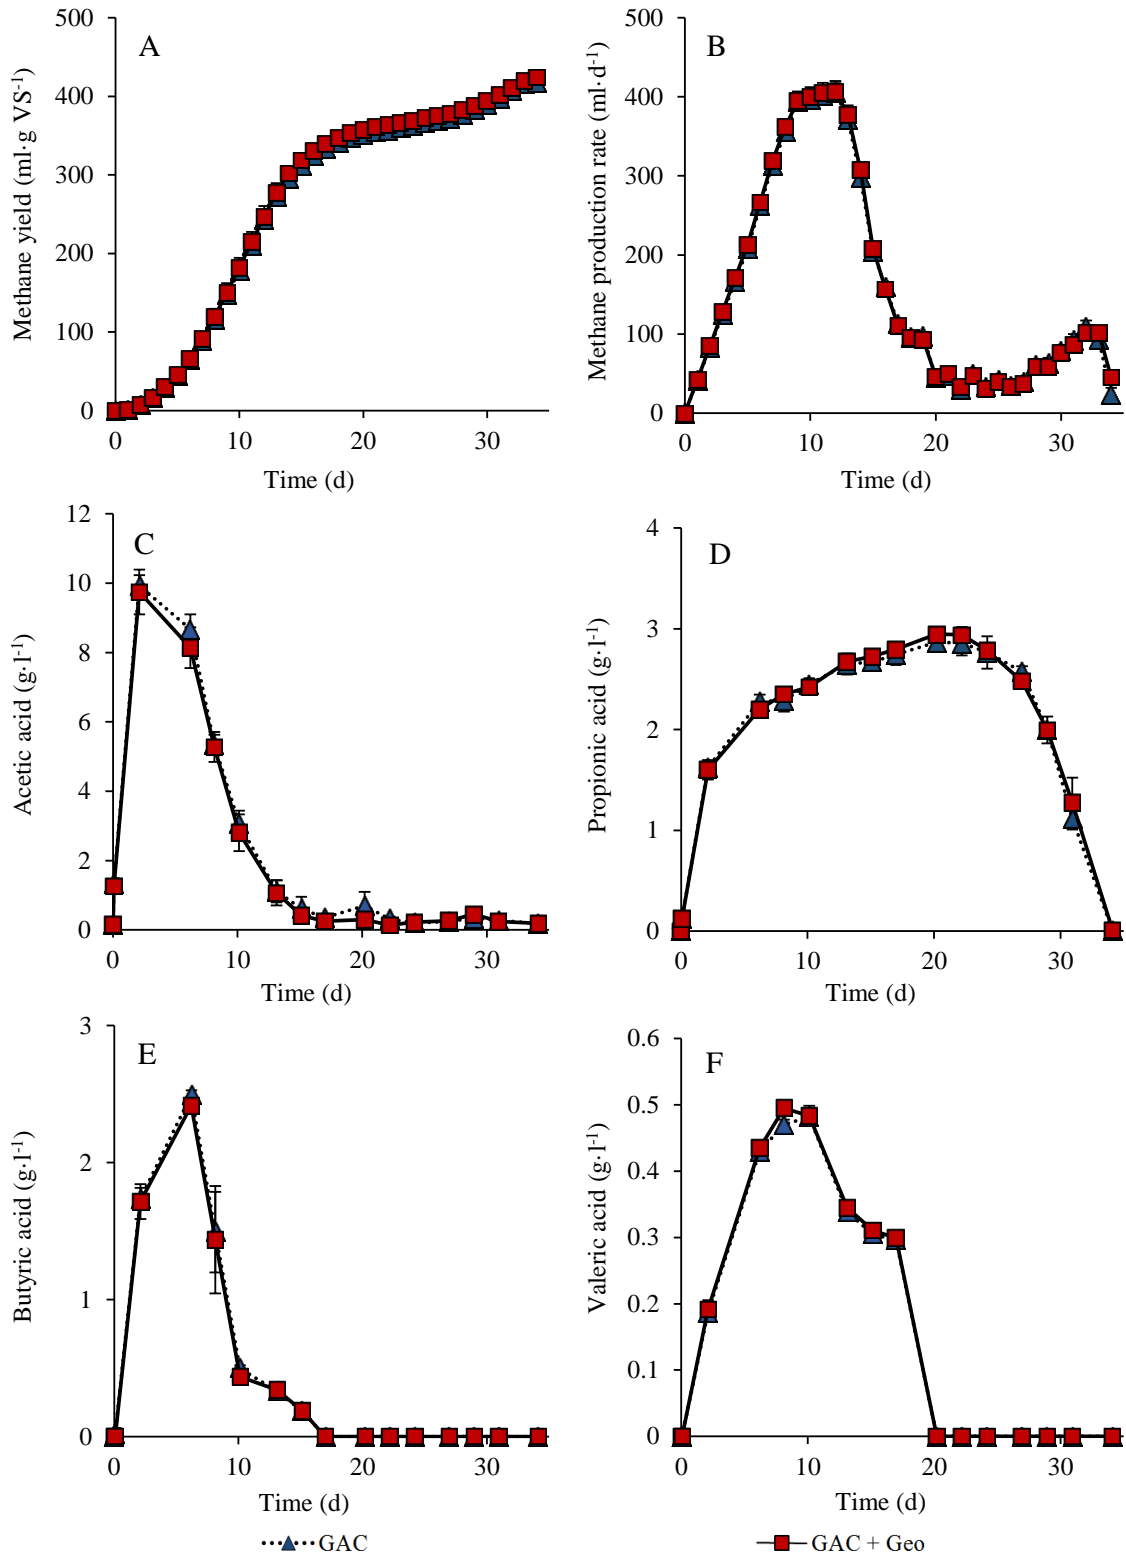 A
Methane yield (ml·g VS⁻¹)
500
400
300
200
100
0
0 10 20 30
Time (d)
B
Methane production rate (ml·d⁻¹)
500
400
300
200
100
0
0 10 20 30
Time (d)
C
Acetic acid (g·l⁻¹)
12
10
8
6
4
2
0
0 10 20 30
Time (d)
D
Propionic acid (g·l⁻¹)
4
3
2
1
0
0 10 20 30
Time (d)
E
Butyric acid (g·l⁻¹)
3
2
1
0
0 10 20 30
Time (d)
F
Valeric acid (g·l⁻¹)
0.6
0.5
0.4
0.3
0.2
0.1
0
0 10 20 30
Time (d)
GAC
GAC + Geo